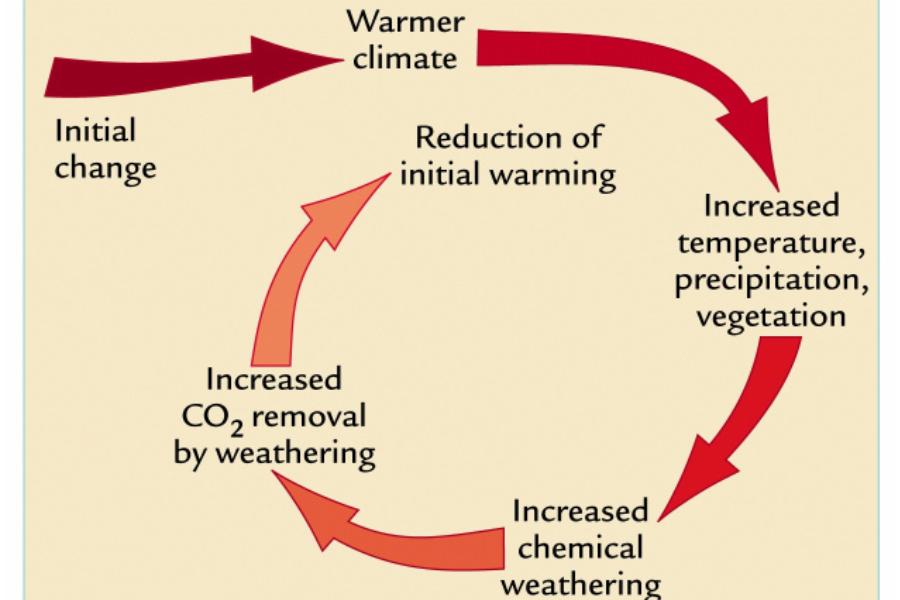 Initial
change
Warmer
climate
Increased
temperature,
precipitation,
vegetation
Increased
chemical
weathering
Increased
CO₂ removal
by weathering
Reduction of
initial warming